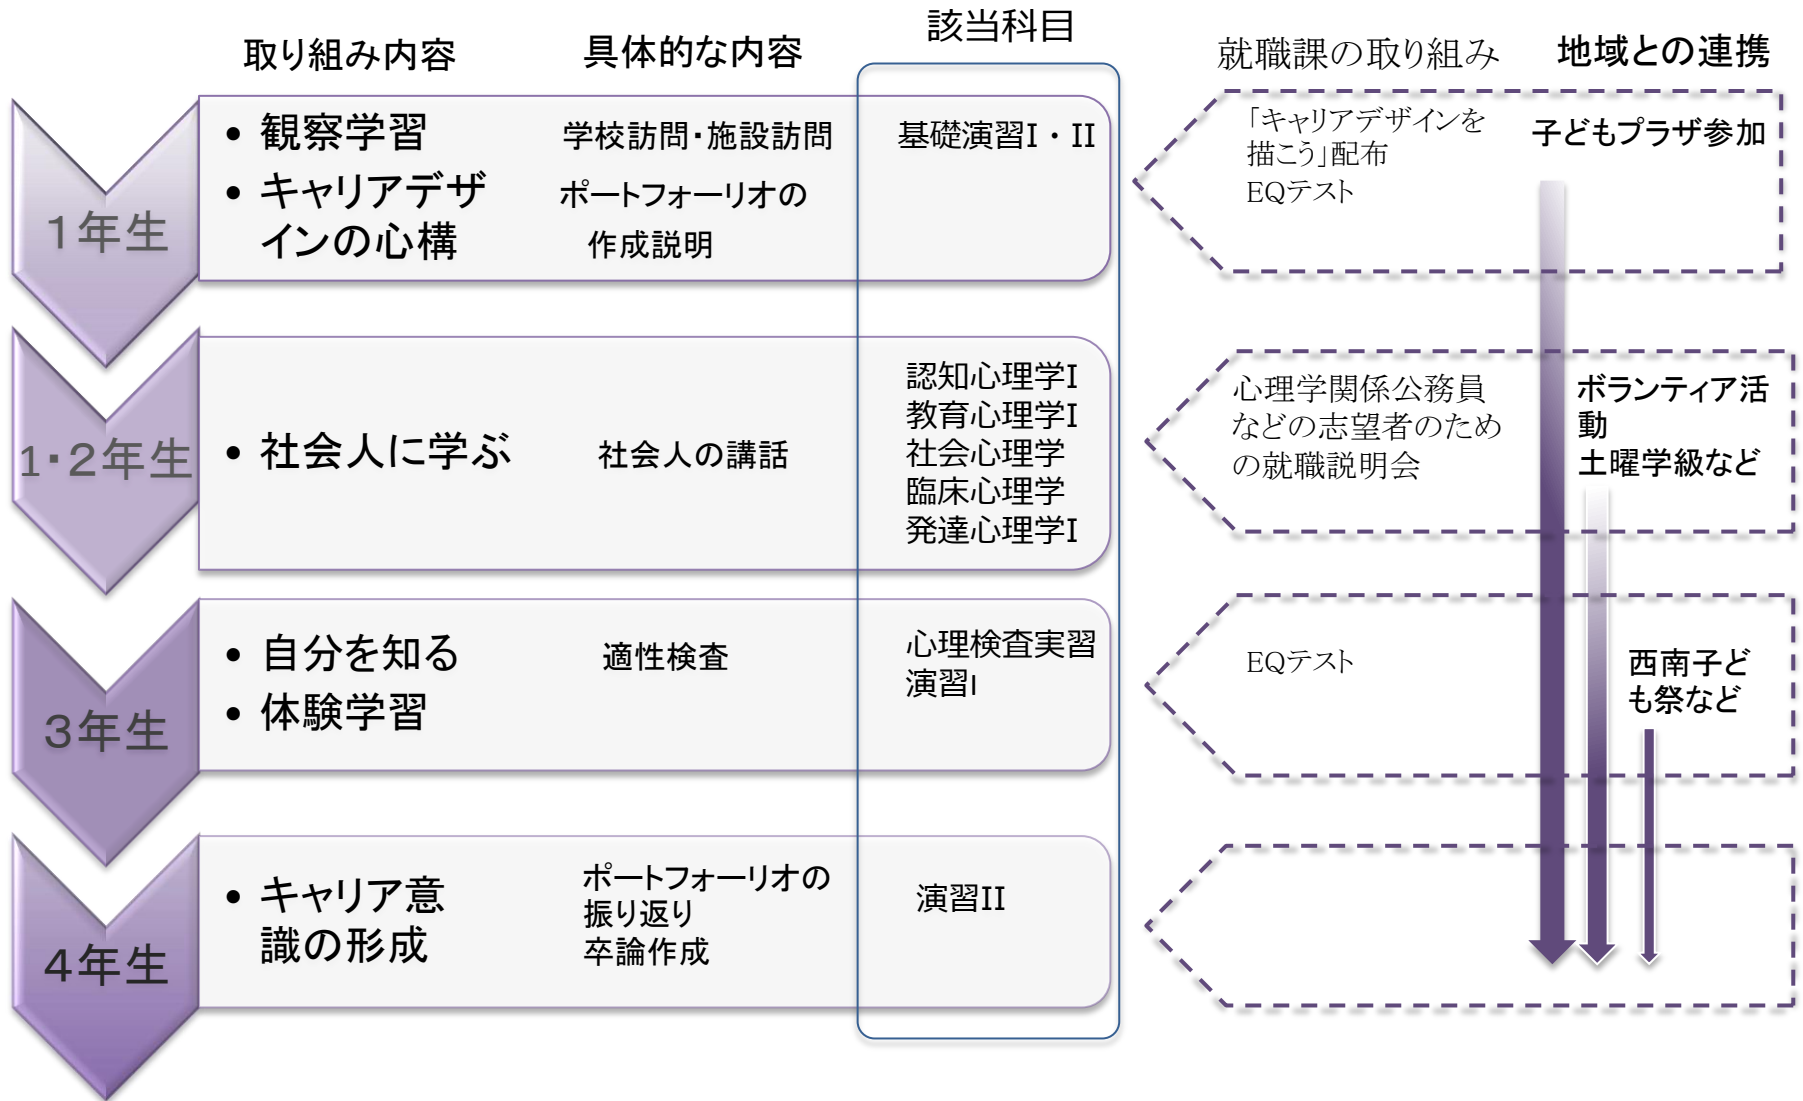 取り組み内容
具体的な内容
該当科目
就職課の取り組み
地域との連携
1年生
• 観察学習
• キャリアデザ
インの心構
学校訪問・施設訪問
ポートフォーリオの
作成説明
基礎演習I・II
「キャリアデザインを
描こう」配布
EQテスト
子どもプラザ参加
1・2年生
• 社会人に学ぶ
社会人の講話
認知心理学I
教育心理学I
社会心理学
臨床心理学
発達心理学I
心理学関係公務員
などの志望者のため
の就職説明会
ボランティア活
動
土曜学級など
3年生
• 自分を知る
• 体験学習
適性検査
心理検査実習
演習I
EQテスト
西南子ど
も祭など
4年生
• キャリア意
識の形成
ポートフォーリオの
振り返り
卒論作成
演習II